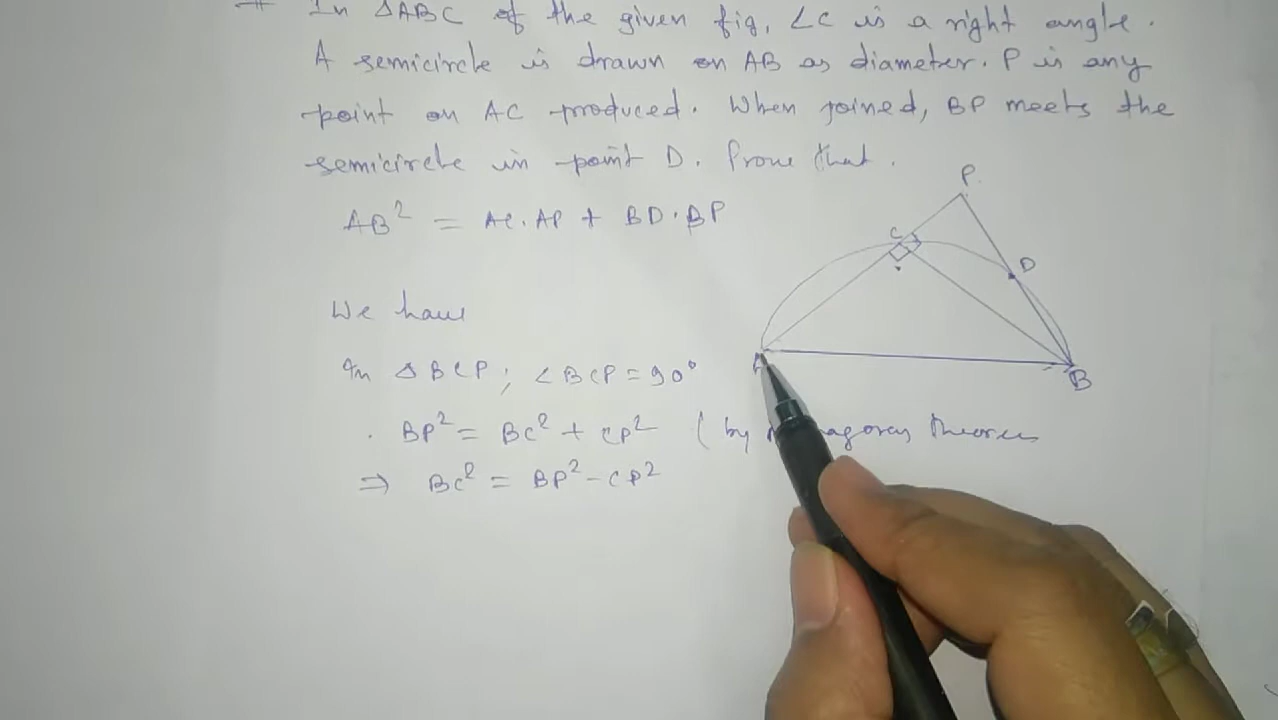 In △ABC of the given fig, ∠C is a right angle.
A semicircle is drawn on AB as diameter. P is any
point on AC produced. When joined, BP meets the
semicircle in point D. Prove that.
AB² = AC.AP + BD.BP
P.
C
D
A
B
We have
In △BCP; ∠BCP = 90°
. BP² = BC² + CP² (by
⇒ BC² = BP² - CP²